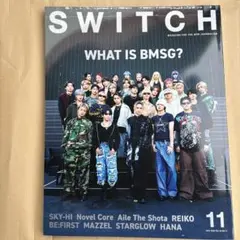 SWITCH
WHAT IS BMSG?
SKY-HI Novel Core Aile The Shota REIKO
BE:FIRST MAZZEL STARGLOW HANA
11